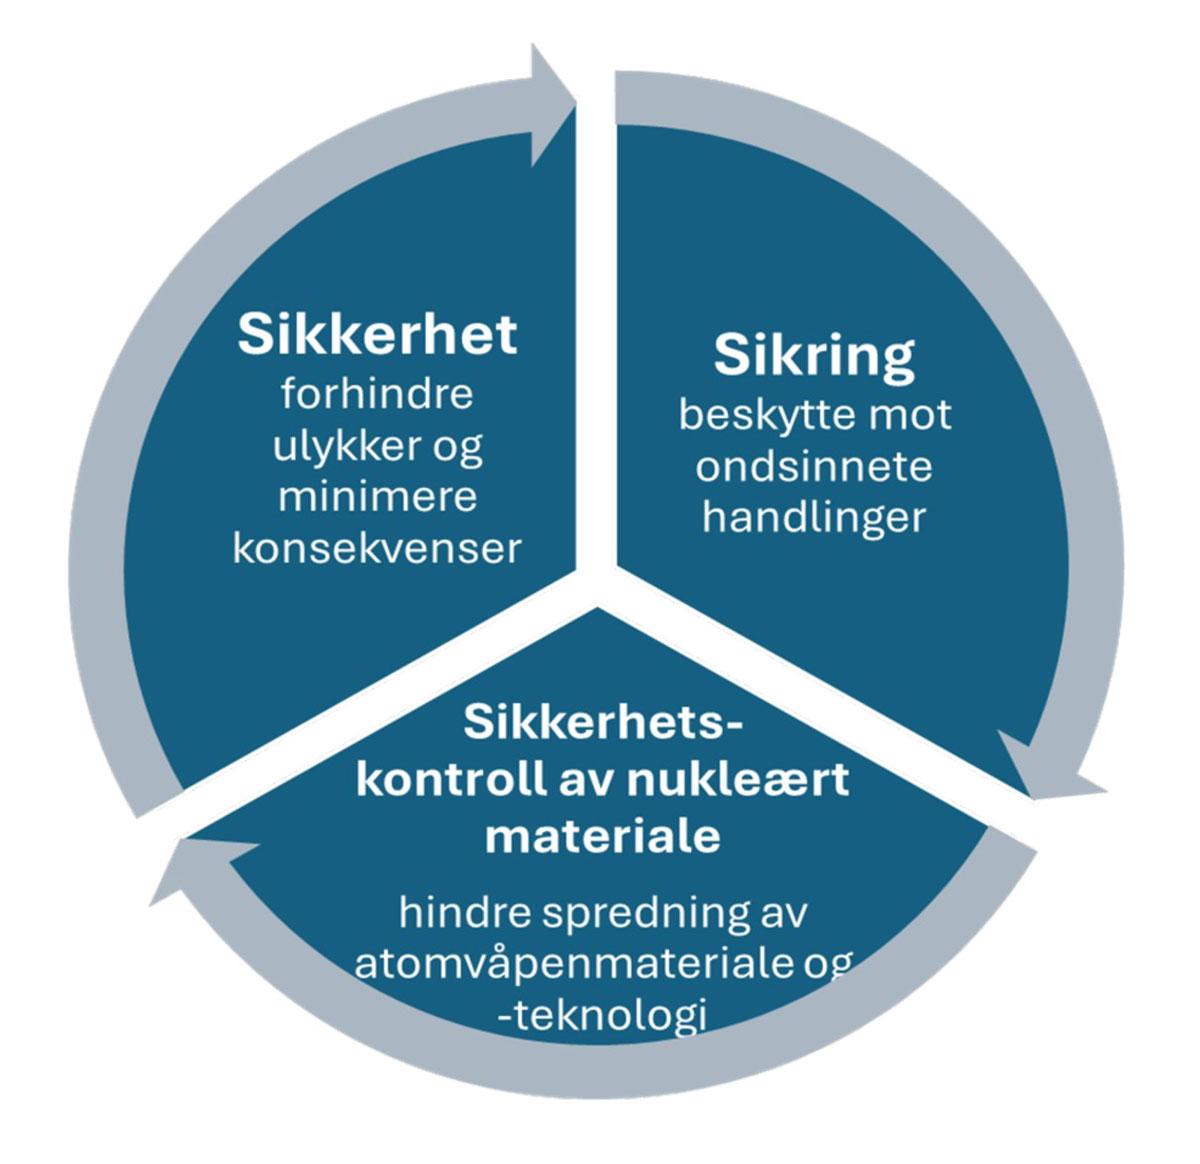 Sikkerhet
forhindre
ulykker og
minimere
konsekvenser
Sikring
beskytte mot
ondsinnete
handlinger
Sikkerhets-
kontroll av nukleært
materiale
hindre spredning av
atomvåpenmateriale og
-teknologi